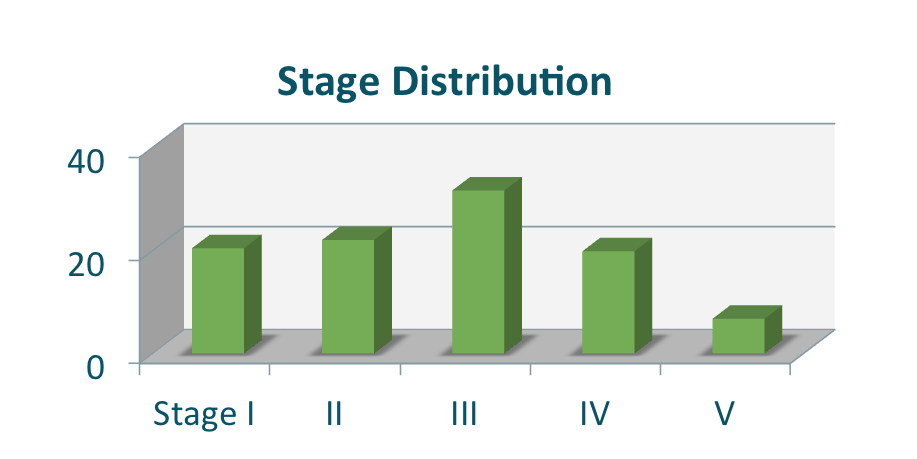 Stage Distribution
40
20
0
Stage I II III IV V